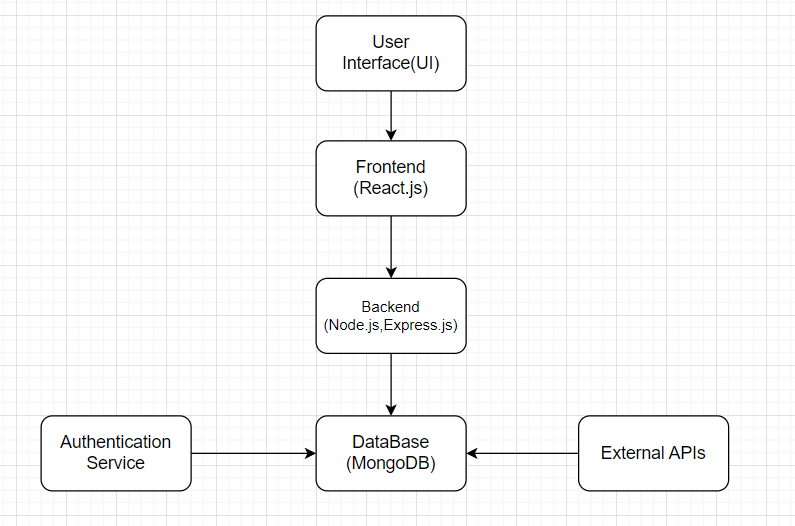 User
Interface(UI)
Frontend
(React.js)
Backend
(Node.js,Express.js)
Authentication
Service
DataBase
(MongoDB)
External APIs